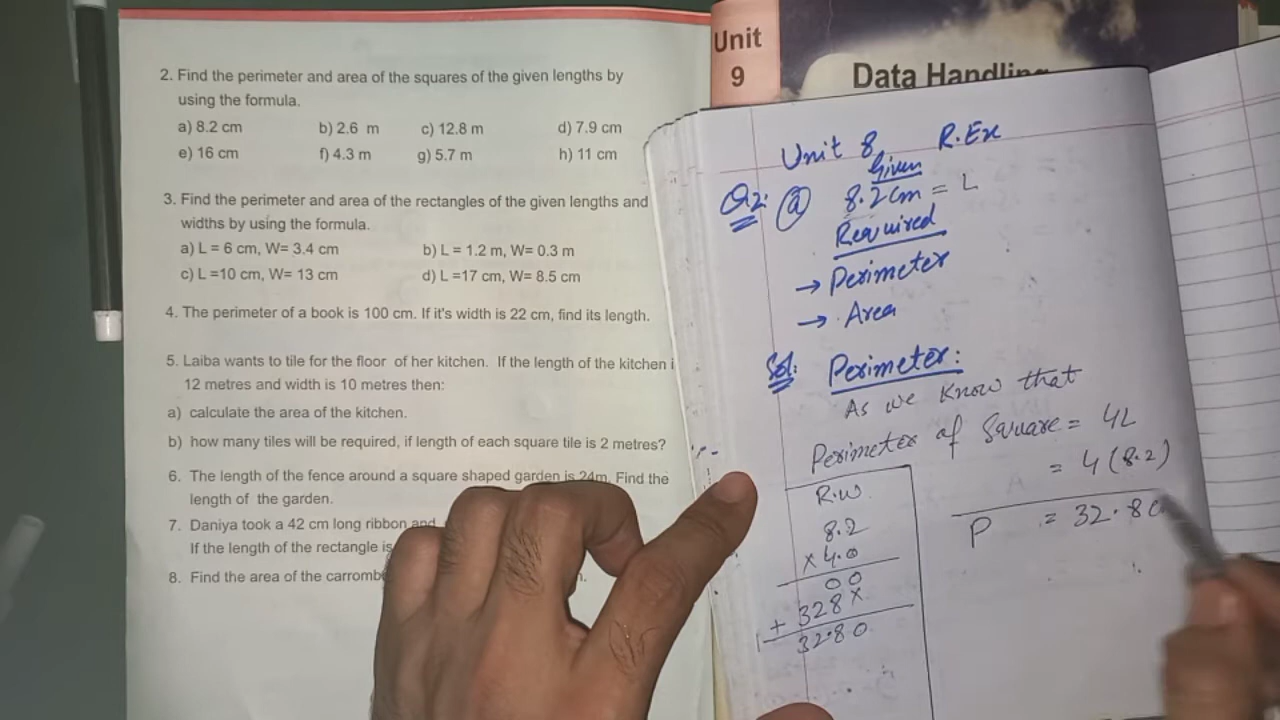 2. Find the perimeter and area of the squares of the given lengths by
using the formula.
a) 8.2 cm b) 2.6 m c) 12.8 m d) 7.9 cm
e) 16 cm f) 4.3 m g) 5.7 m h) 11 cm
3. Find the perimeter and area of the rectangles of the given lengths and
widths by using the formula.
a) L = 6 cm, W= 3.4 cm b) L = 1.2 m, W= 0.3 m
c) L =10 cm, W= 13 cm d) L =17 cm, W= 8.5 cm
4. The perimeter of a book is 100 cm. If it's width is 22 cm, find its length.
5. Laiba wants to tile for the floor of her kitchen. If the length of the kitchen
12 metres and width is 10 metres then:
a) calculate the area of the kitchen.
b) how many tiles will be required, if length of each square tile is 2 metres?
6. The length of the fence around a square shaped garden is 24m. Find the
length of the garden.
7. Daniya took a 42 cm long ribbon and
If the length of the rectangle is
8. Find the area of the
Unit
9
Data Handling
Unit 8 R.Ex
Given
Q2: a 8.2cm = L
Required
→ Perimeter
→ Area
Sol: Perimeter:
As we know that
Perimeter of Square = 4L
= 4(8.2)
P = 32.8
R.W
8.2
x 4.0
00
+ 328x
32.80